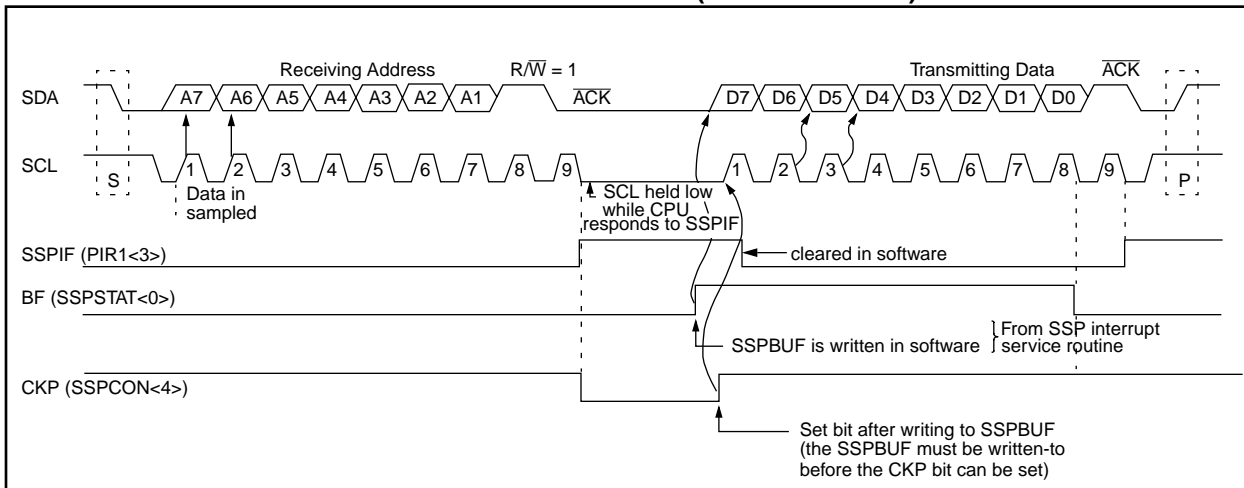 Receiving Address
R/W = 1
Transmitting Data
ACK
SDA
A7 A6 A5 A4 A3 A2 A1
ACK
D7 D6 D5 D4 D3 D2 D1 D0
SCL
S
1 2 3 4 5 6 7 8 9
1 2 3 4 5 6 7 8 9
P
Data in
sampled
SCL held low
while CPU
responds to SSPIF
SSPIF (PIR1<3>)
cleared in software
BF (SSPSTAT<0>)
SSPBUF is written in software
From SSP interrupt
service routine
CKP (SSPCON<4>)
Set bit after writing to SSPBUF
(the SSPBUF must be written-to
before the CKP bit can be set)